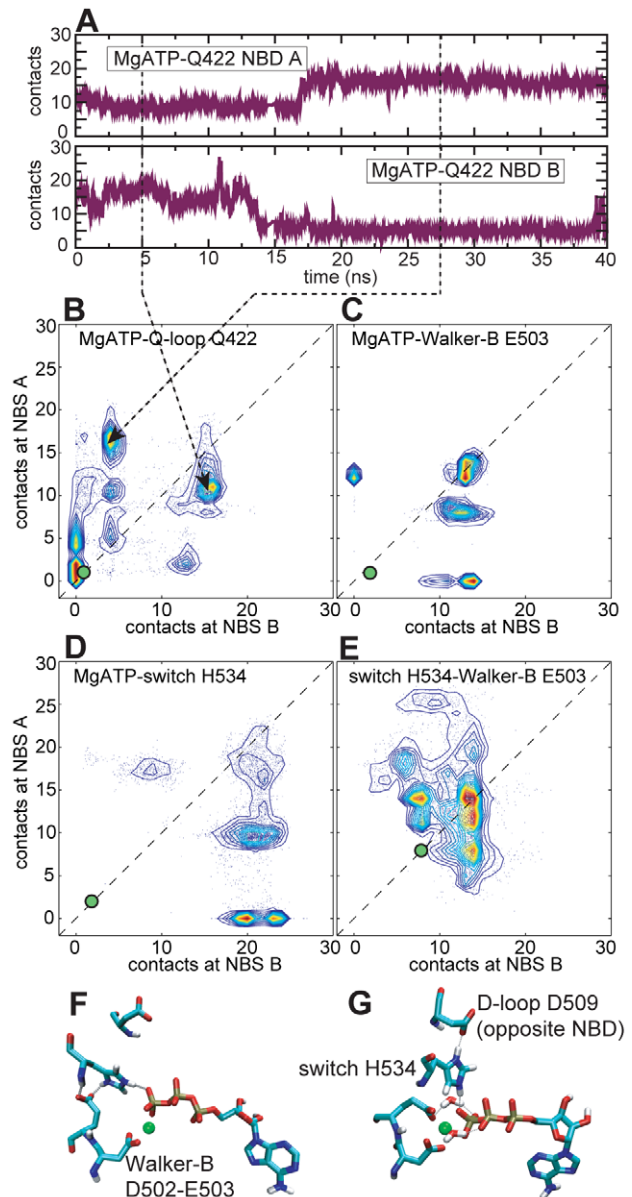 A
contacts
30
20
10
0
MgATP-Q422 NBD A
contacts
30
20
10
0
MgATP-Q422 NBD B
0 5 10 15 20 25 30 35 40
time (ns)
B
MgATP-Q-loop Q422
contacts at NBS A
30
25
20
15
10
5
0
0 10 20 30
contacts at NBS B
C
MgATP-Walker-B E503
0 10 20 30
contacts at NBS B
D
MgATP-switch H534
contacts at NBS A
30
25
20
15
10
5
0
0 10 20 30
contacts at NBS B
E
switch H534-Walker-B E503
0 10 20 30
contacts at NBS B
F
Walker-B
D502-E503
G
D-loop D509
(opposite NBD)
switch H534